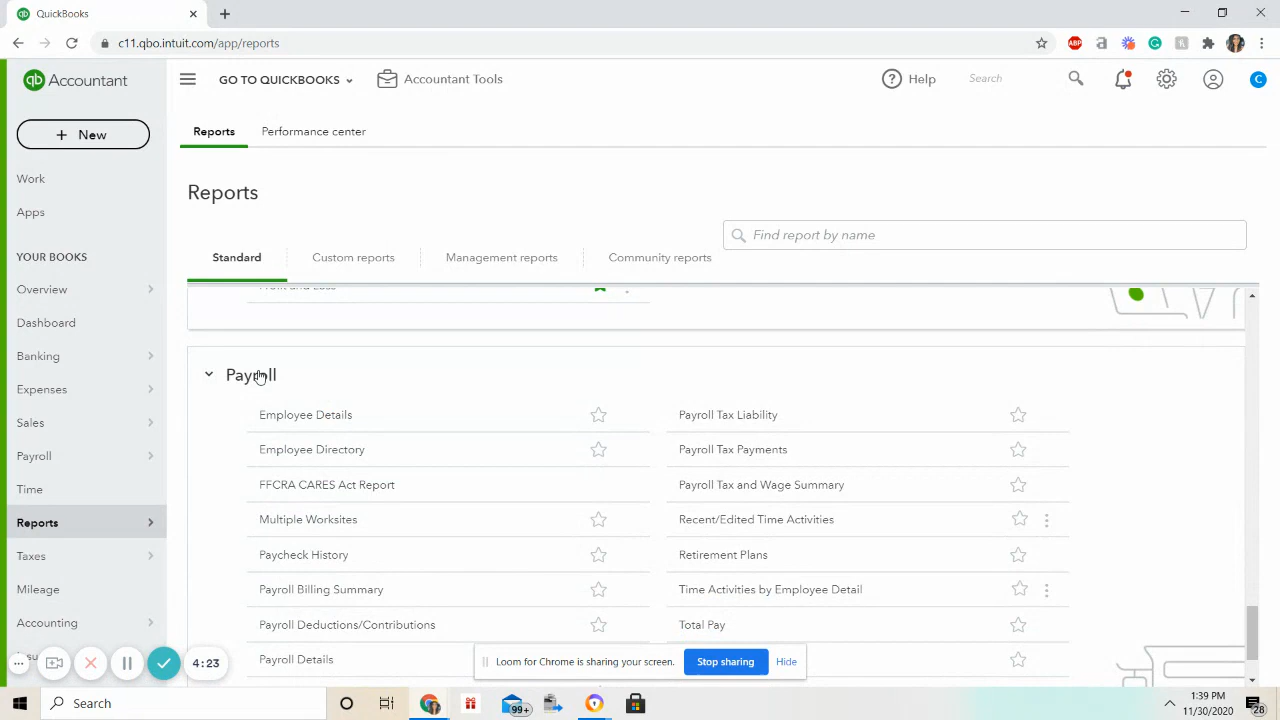 QuickBooks
c11.qbo.intuit.com/app/reports
ABP
qb Accountant
GO TO QUICKBOOKS
Accountant Tools
Help
Search
C
+ New
Reports
Performance center
Work
Apps
YOUR BOOKS
Overview
Dashboard
Banking
Expenses
Sales
Payroll
Time
Reports
Taxes
Mileage
Accounting
Reports
Find report by name
Standard
Custom reports
Management reports
Community reports
Profit and Loss
Payroll
Employee Details
Employee Directory
FFCRA CARES Act Report
Multiple Worksites
Paycheck History
Payroll Billing Summary
Payroll Deductions/Contributions
Payroll Details
Payroll Tax Liability
Payroll Tax Payments
Payroll Tax and Wage Summary
Recent/Edited Time Activities
Retirement Plans
Time Activities by Employee Detail
Total Pay
4:23
Loom for Chrome is sharing your screen.
Stop sharing
Hide
Search
99+
1:39 PM
11/30/2020
28